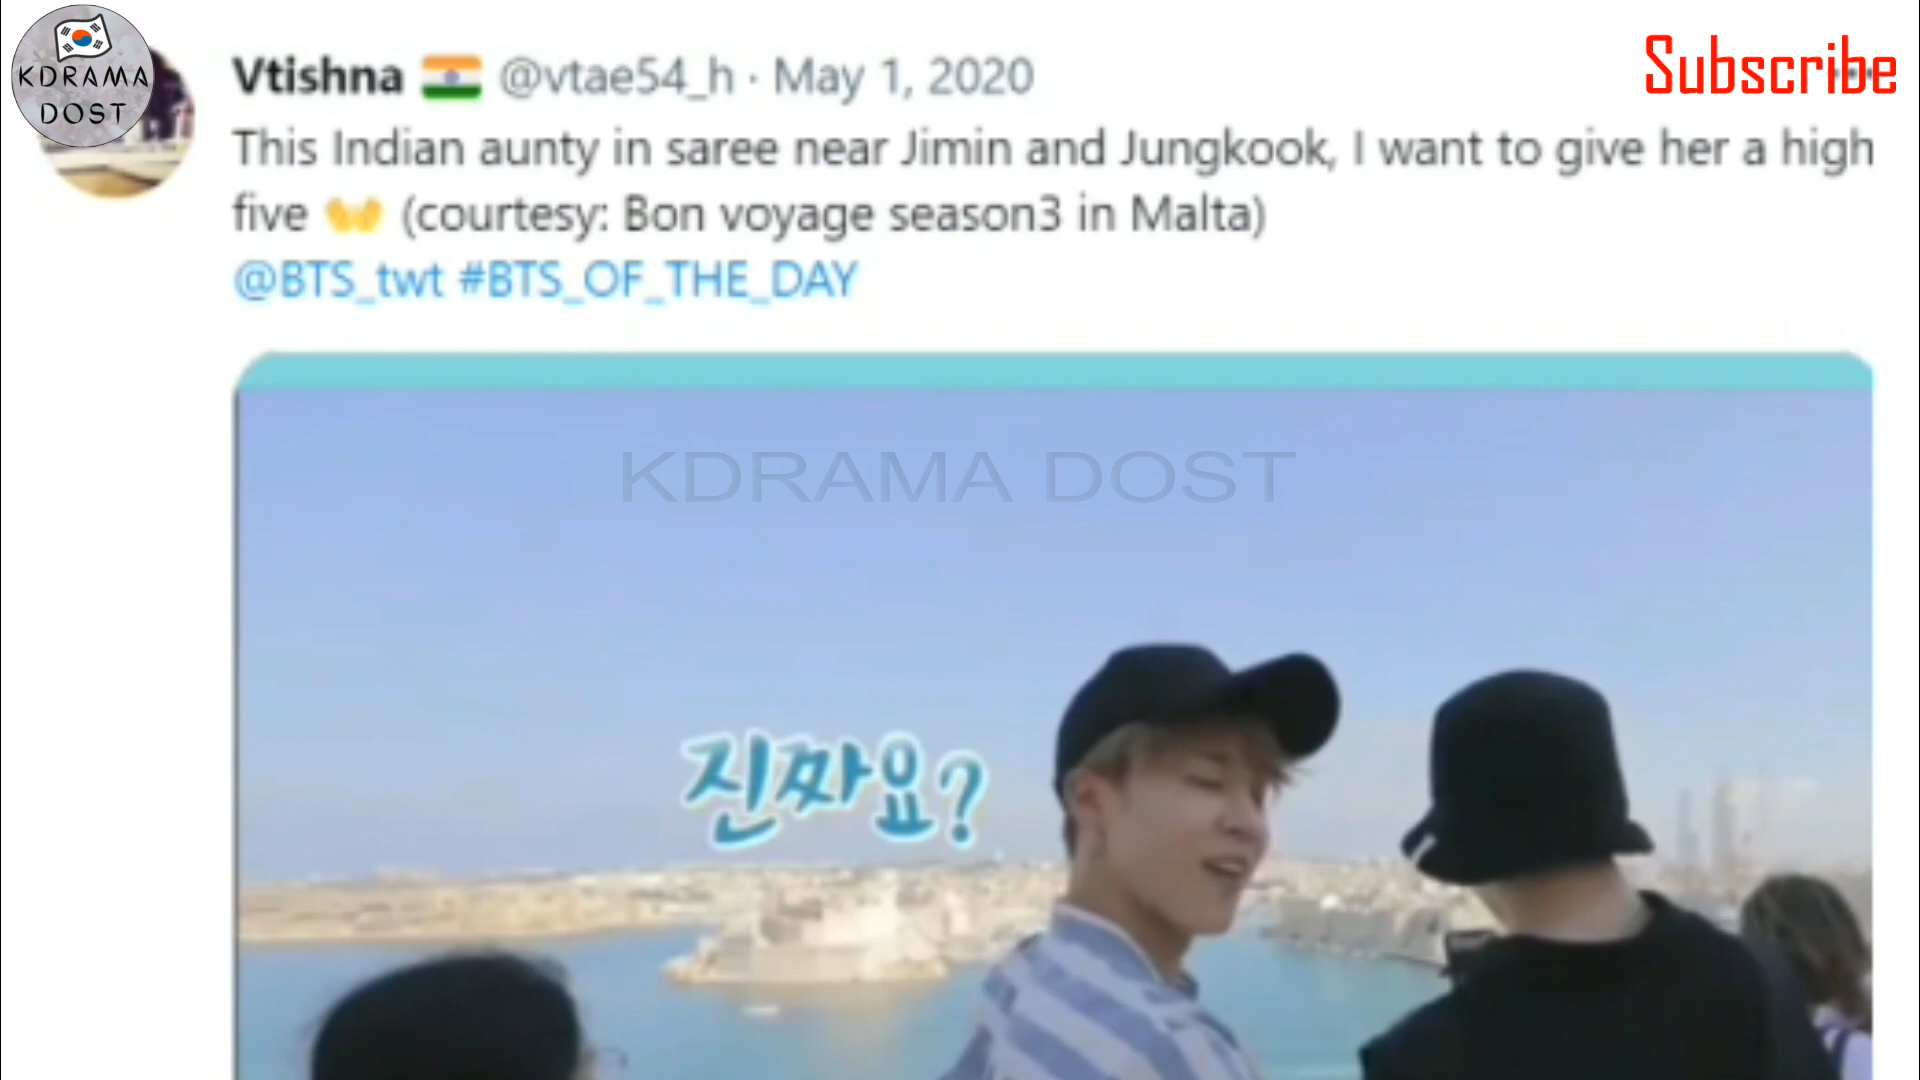 KDRAMA
DOST
Subscribe
Vtishna @vtae54_h · May 1, 2020
This Indian aunty in saree near Jimin and Jungkook, I want to give her a high
five 👐 (courtesy: Bon voyage season3 in Malta)
@BTS_twt #BTS_OF_THE_DAY
KDRAMA DOST
진짜요?